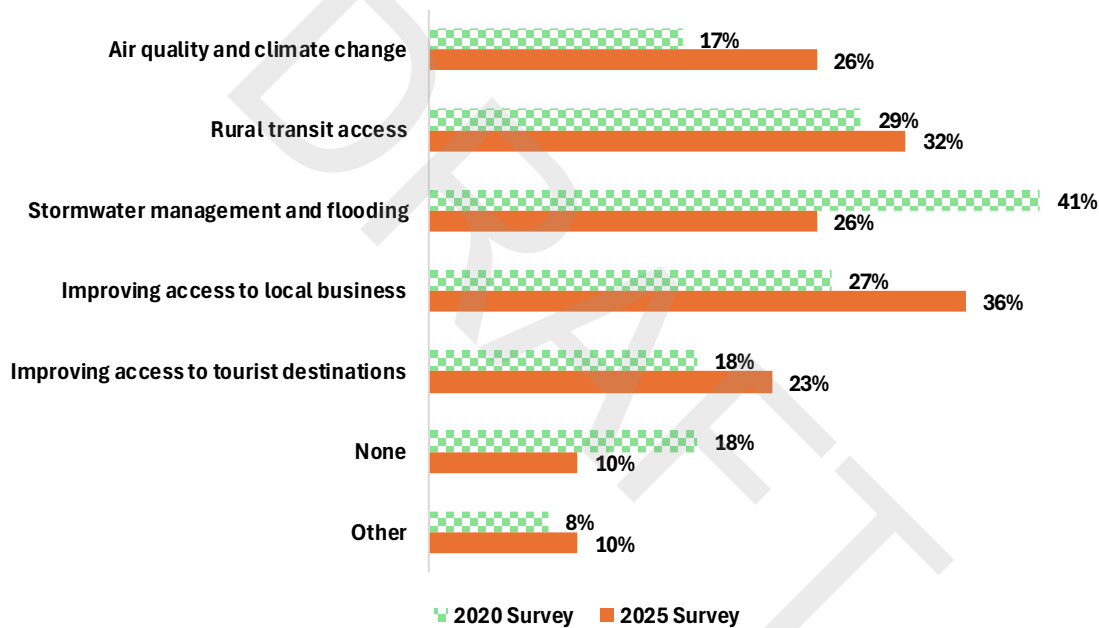 Air quality and climate change
17%
26%
Rural transit access
29%
32%
Stormwater management and flooding
41%
26%
Improving access to local business
27%
36%
Improving access to tourist destinations
18%
23%
None
18%
10%
Other
8%
10%
2020 Survey 2025 Survey
DRAFT